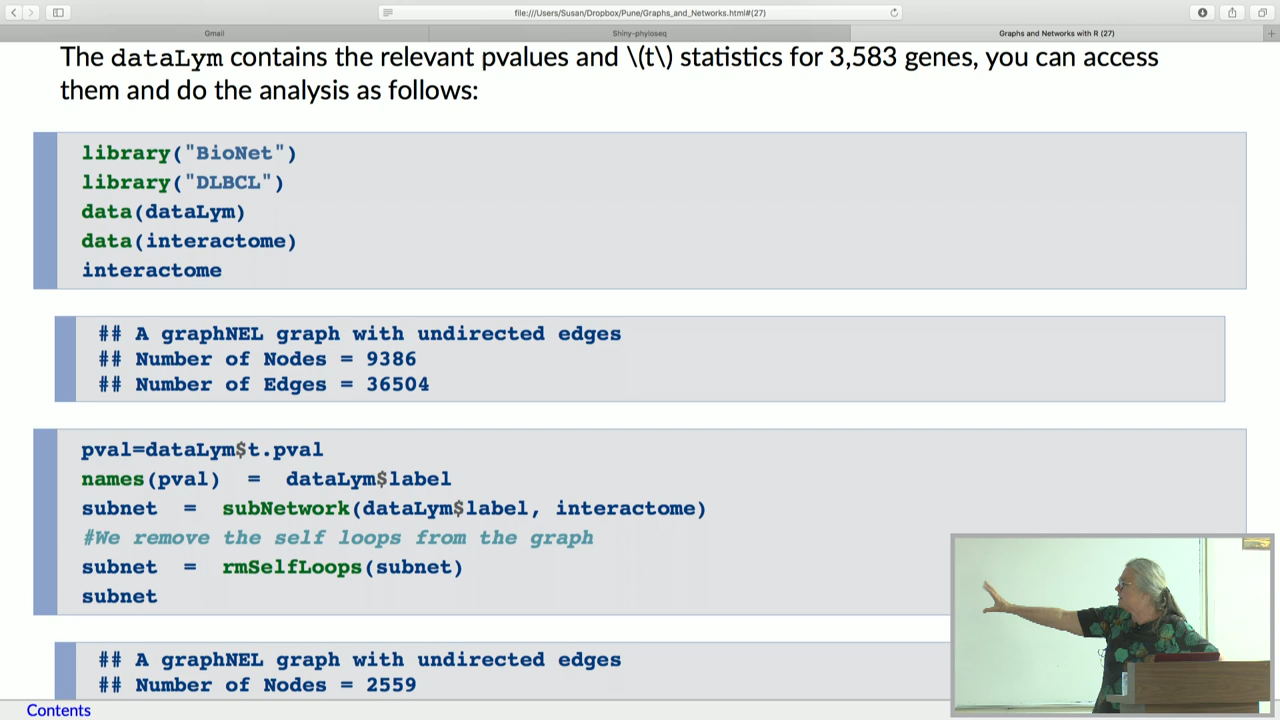 file:///Users/Susan/Dropbox/Pune/Graphs_and_Networks.html#(27)
Gmail
Shiny-phyloseq
Graphs and Networks with R (27)
The dataLym contains the relevant pvalues and \(t\) statistics for 3,583 genes, you can access
them and do the analysis as follows:
library("BioNet")
library("DLBCL")
data(dataLym)
data(interactome)
interactome
## A graphNEL graph with undirected edges
## Number of Nodes = 9386
## Number of Edges = 36504
pval=dataLym$t.pval
names(pval)  =  dataLym$label
subnet  =  subNetwork(dataLym$label, interactome)
#We remove the self loops from the graph
subnet  =  rmSelfLoops(subnet)
subnet
## A graphNEL graph with undirected edges
## Number of Nodes = 2559
Contents